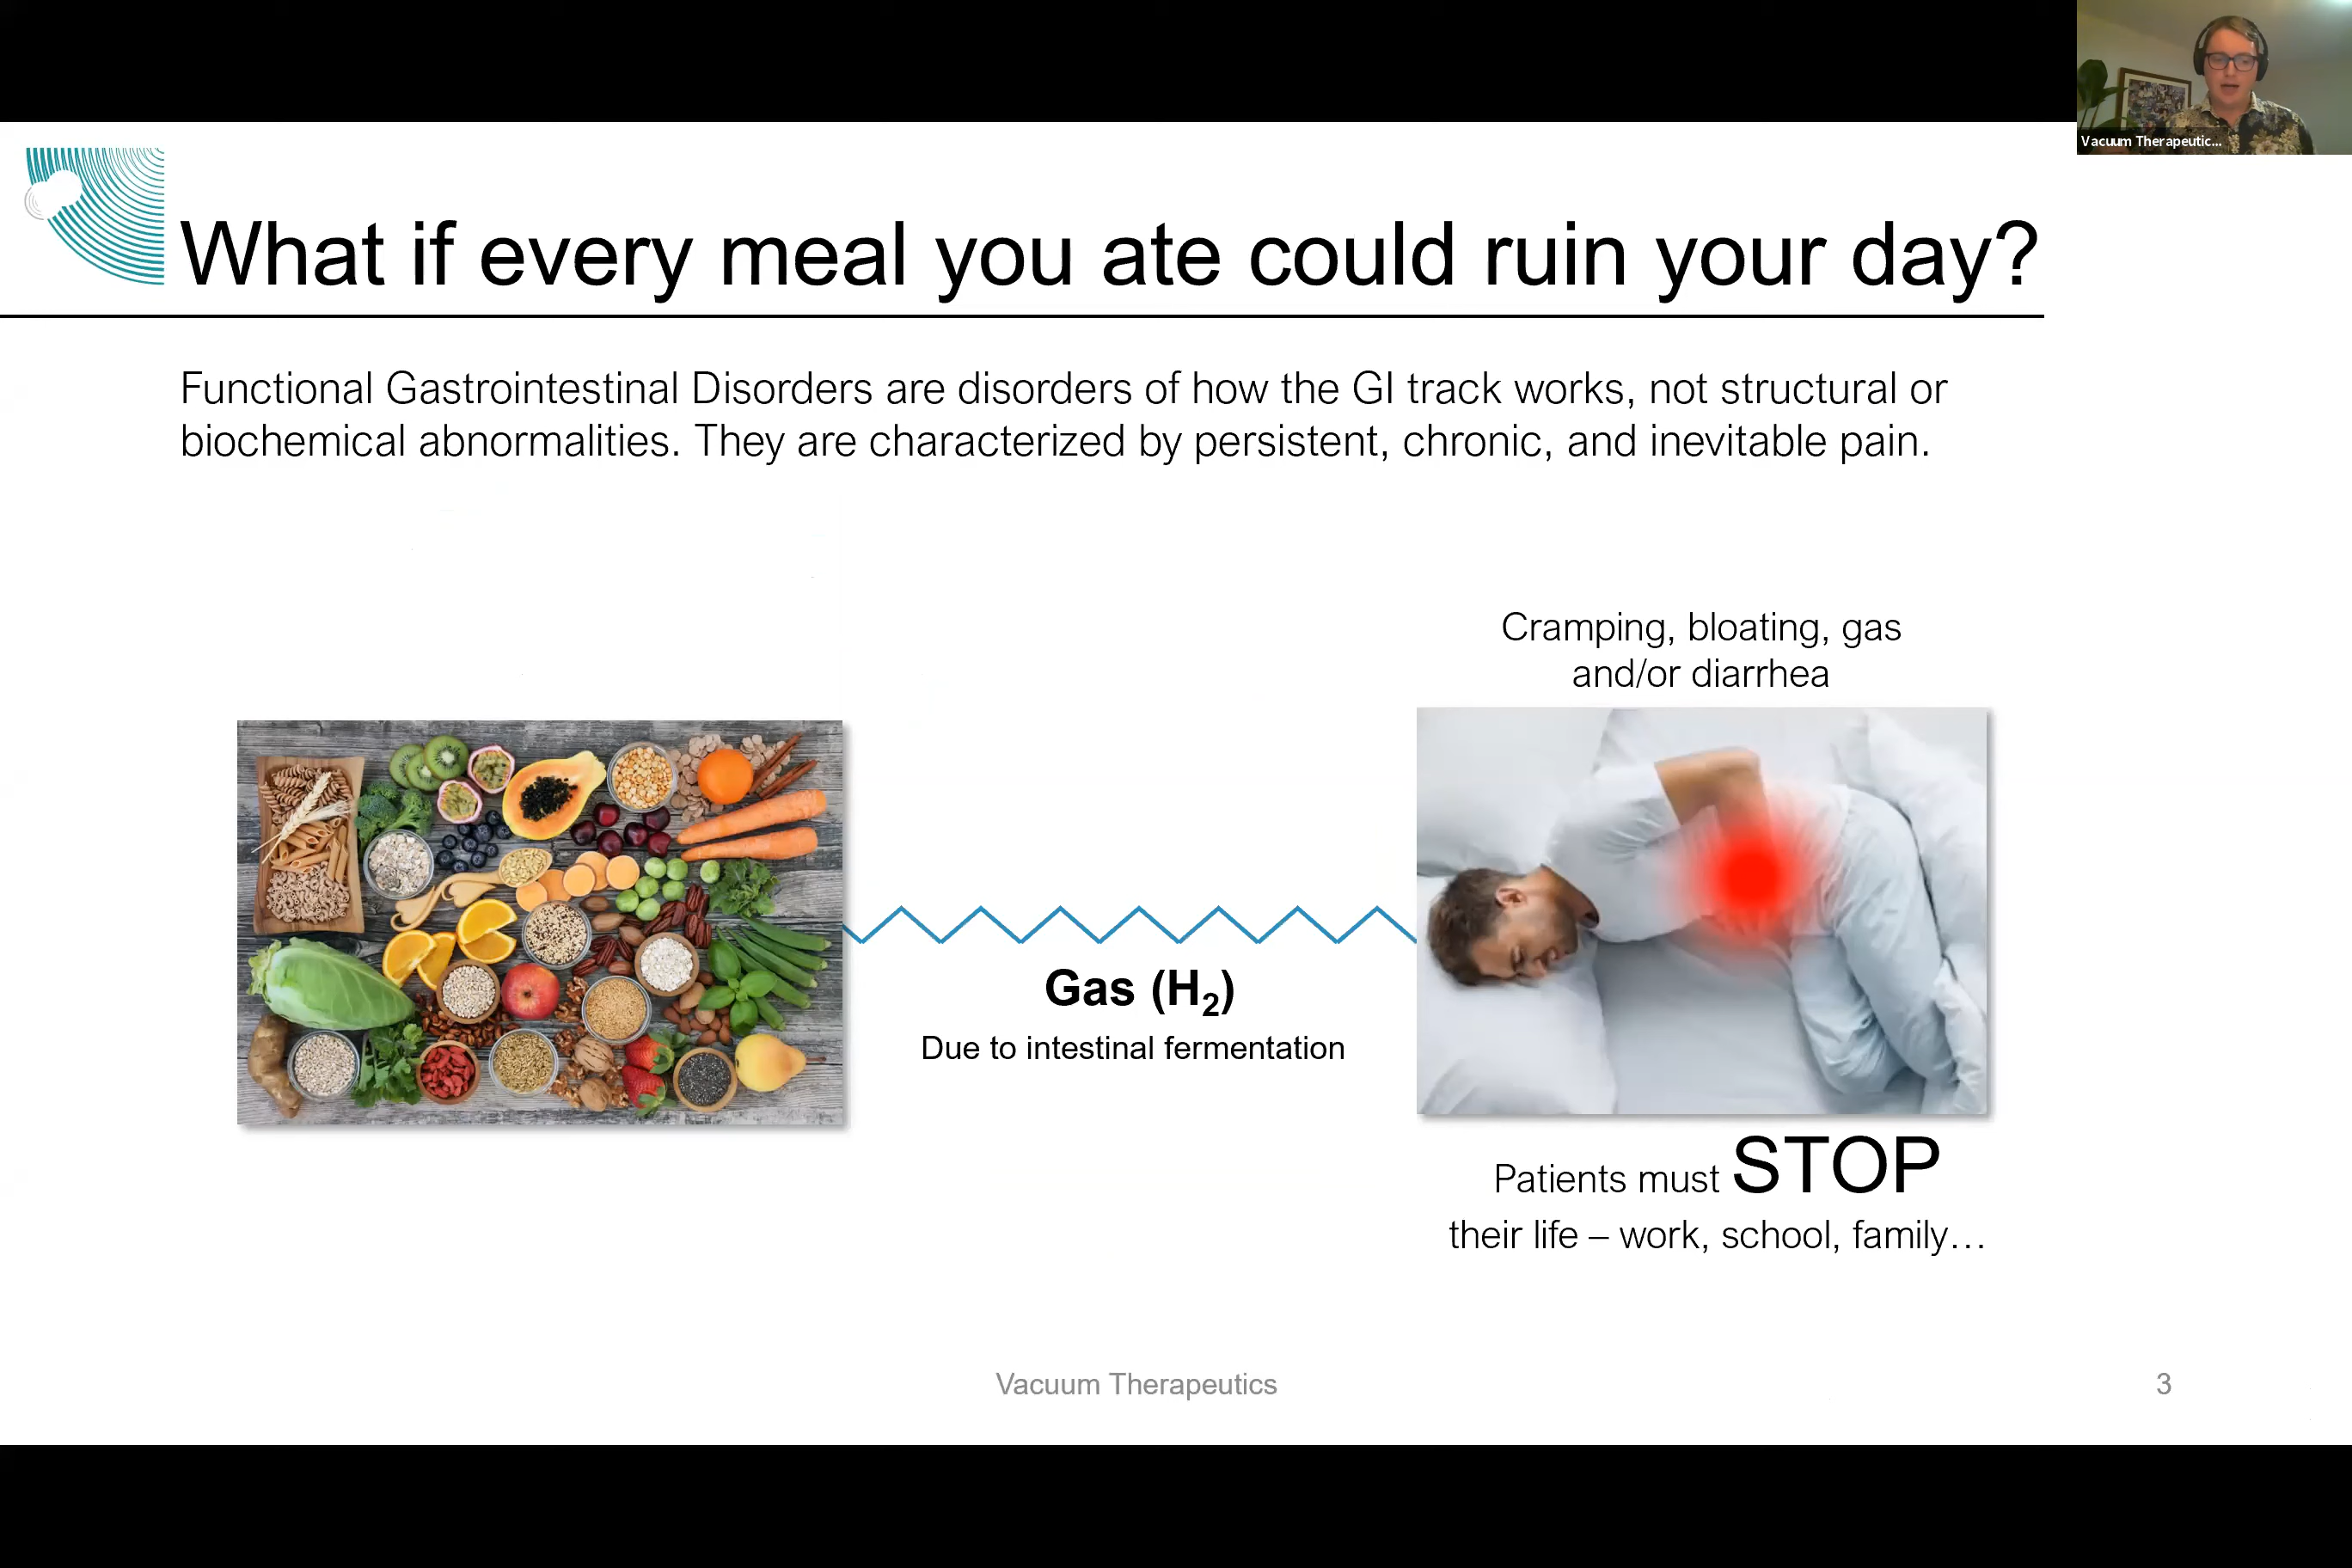 Vacuum Therapeutic...
What if every meal you ate could ruin your day?
Functional Gastrointestinal Disorders are disorders of how the GI track works, not structural or
biochemical abnormalities. They are characterized by persistent, chronic, and inevitable pain.
Cramping, bloating, gas
and/or diarrhea
Gas (H₂)
Due to intestinal fermentation
Patients must STOP
their life – work, school, family…
Vacuum Therapeutics
3